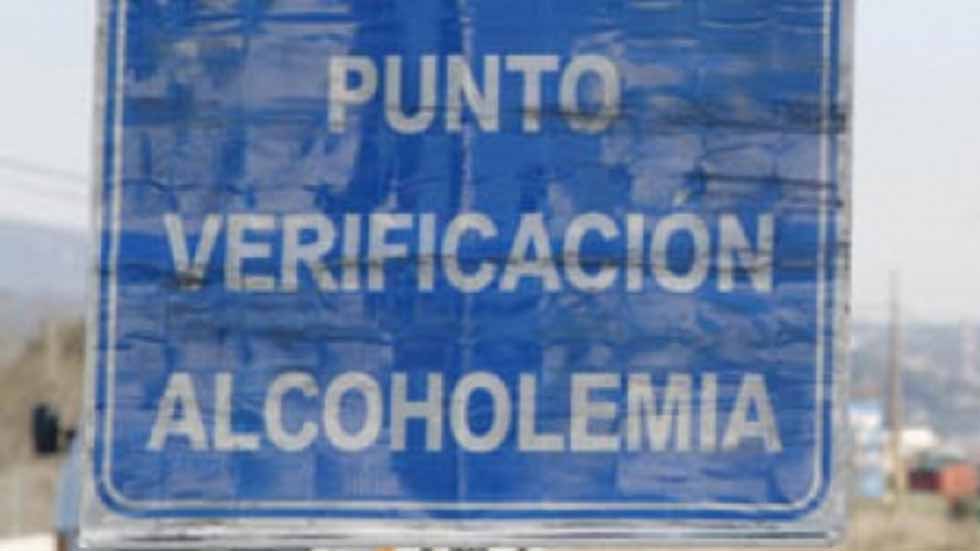 PUNTO
VERIFICACION
ALCOHOLEMIA